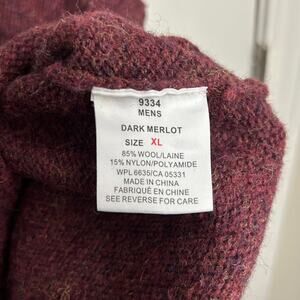 9334
MENS
DARK MERLOT
SIZE XL
85% WOOL/LAINE
15% NYLON/POLYAMIDE
WPL 6635/CA 05331
MADE IN CHINA
FABRIQUÉ EN CHINE
SEE REVERSE FOR CARE